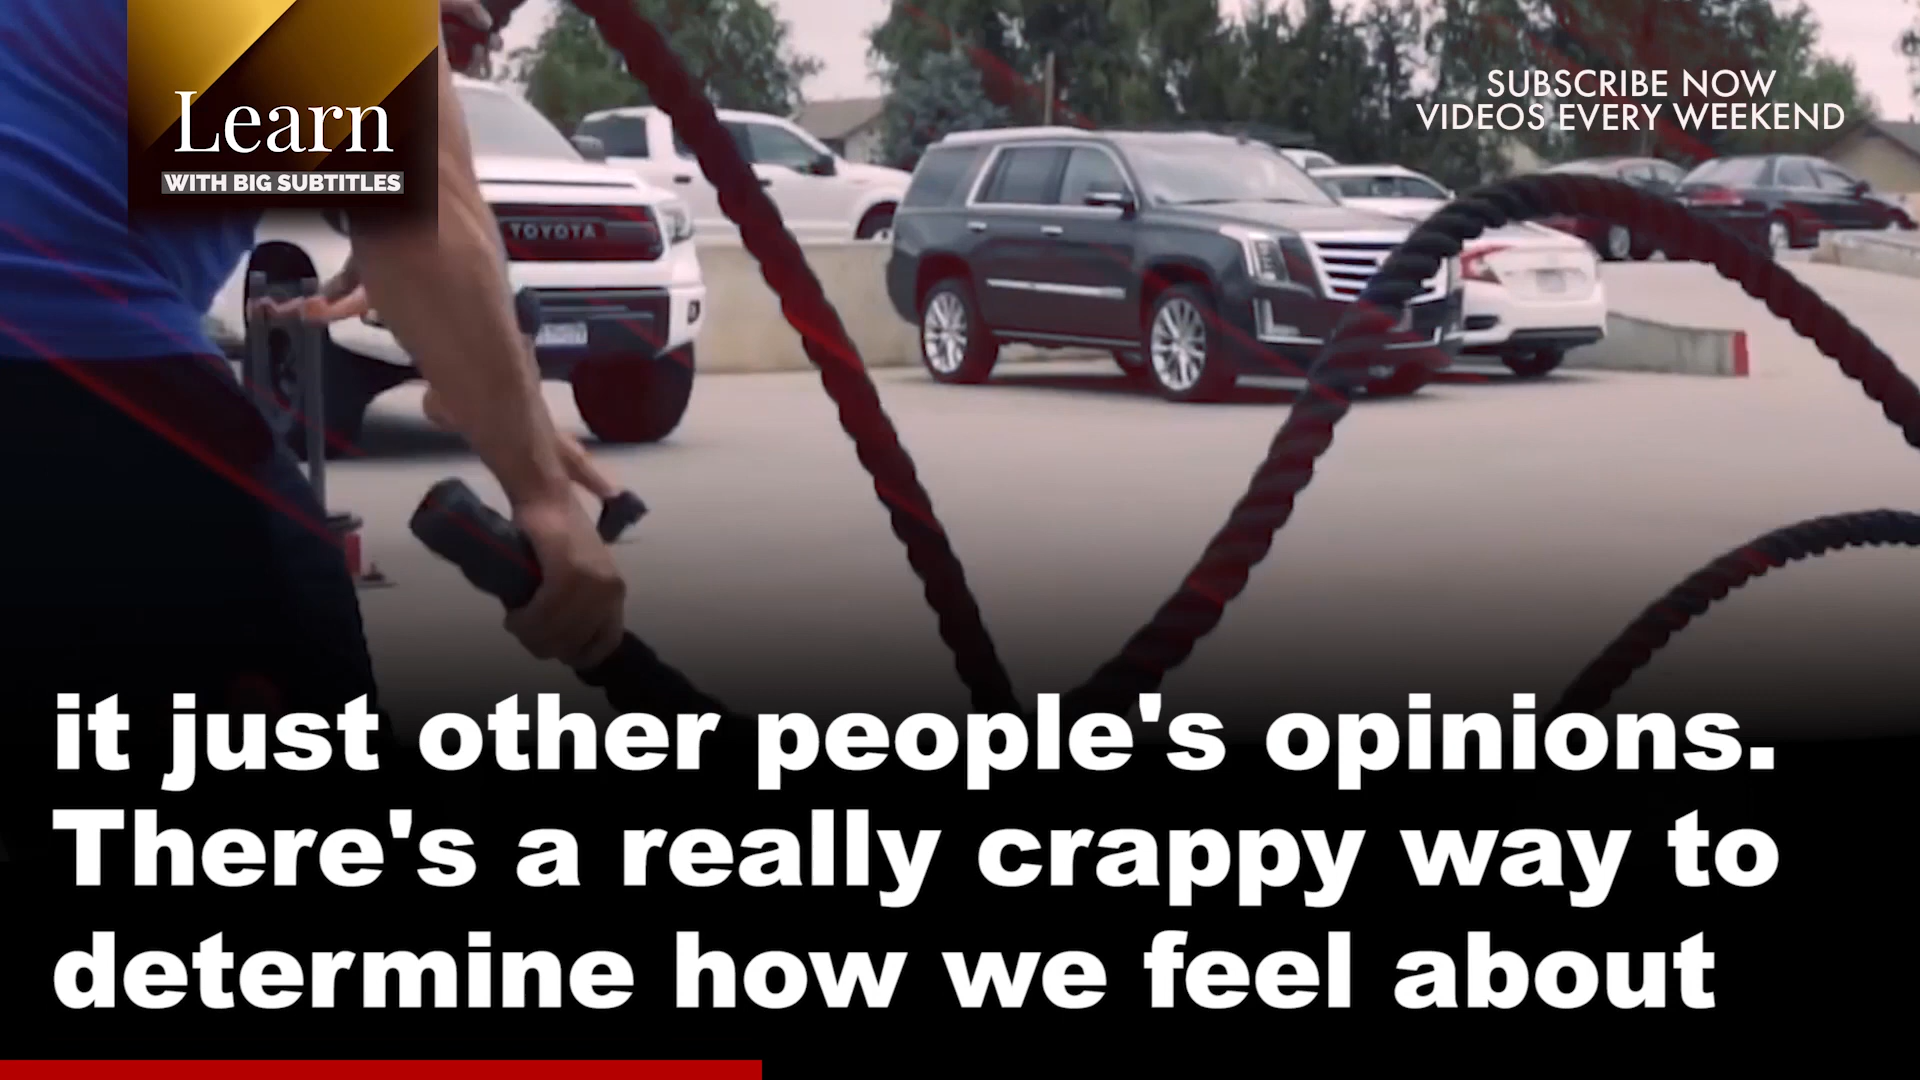 Learn
WITH BIG SUBTITLES
SUBSCRIBE NOW
VIDEOS EVERY WEEKEND
TOYOTA
it just other people's opinions.
There's a really crappy way to
determine how we feel about